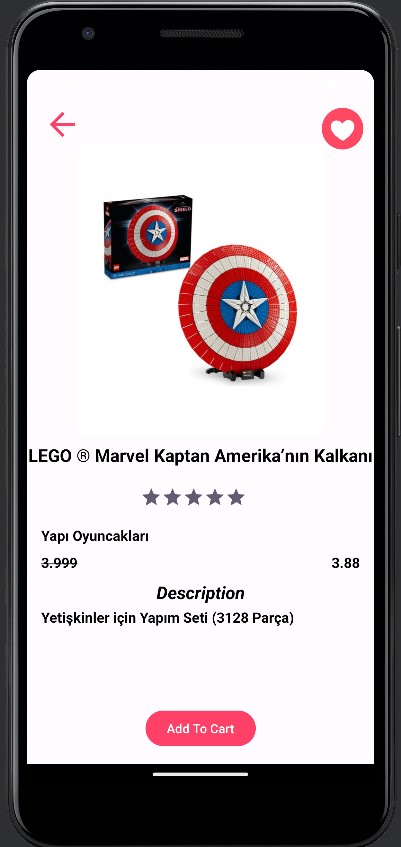 SHIELD
LEGO ® Marvel Kaptan Amerika’nın Kalkanı
Yapı Oyuncakları
3.999
3.88
Description
Yetişkinler için Yapım Seti (3128 Parça)
Add To Cart